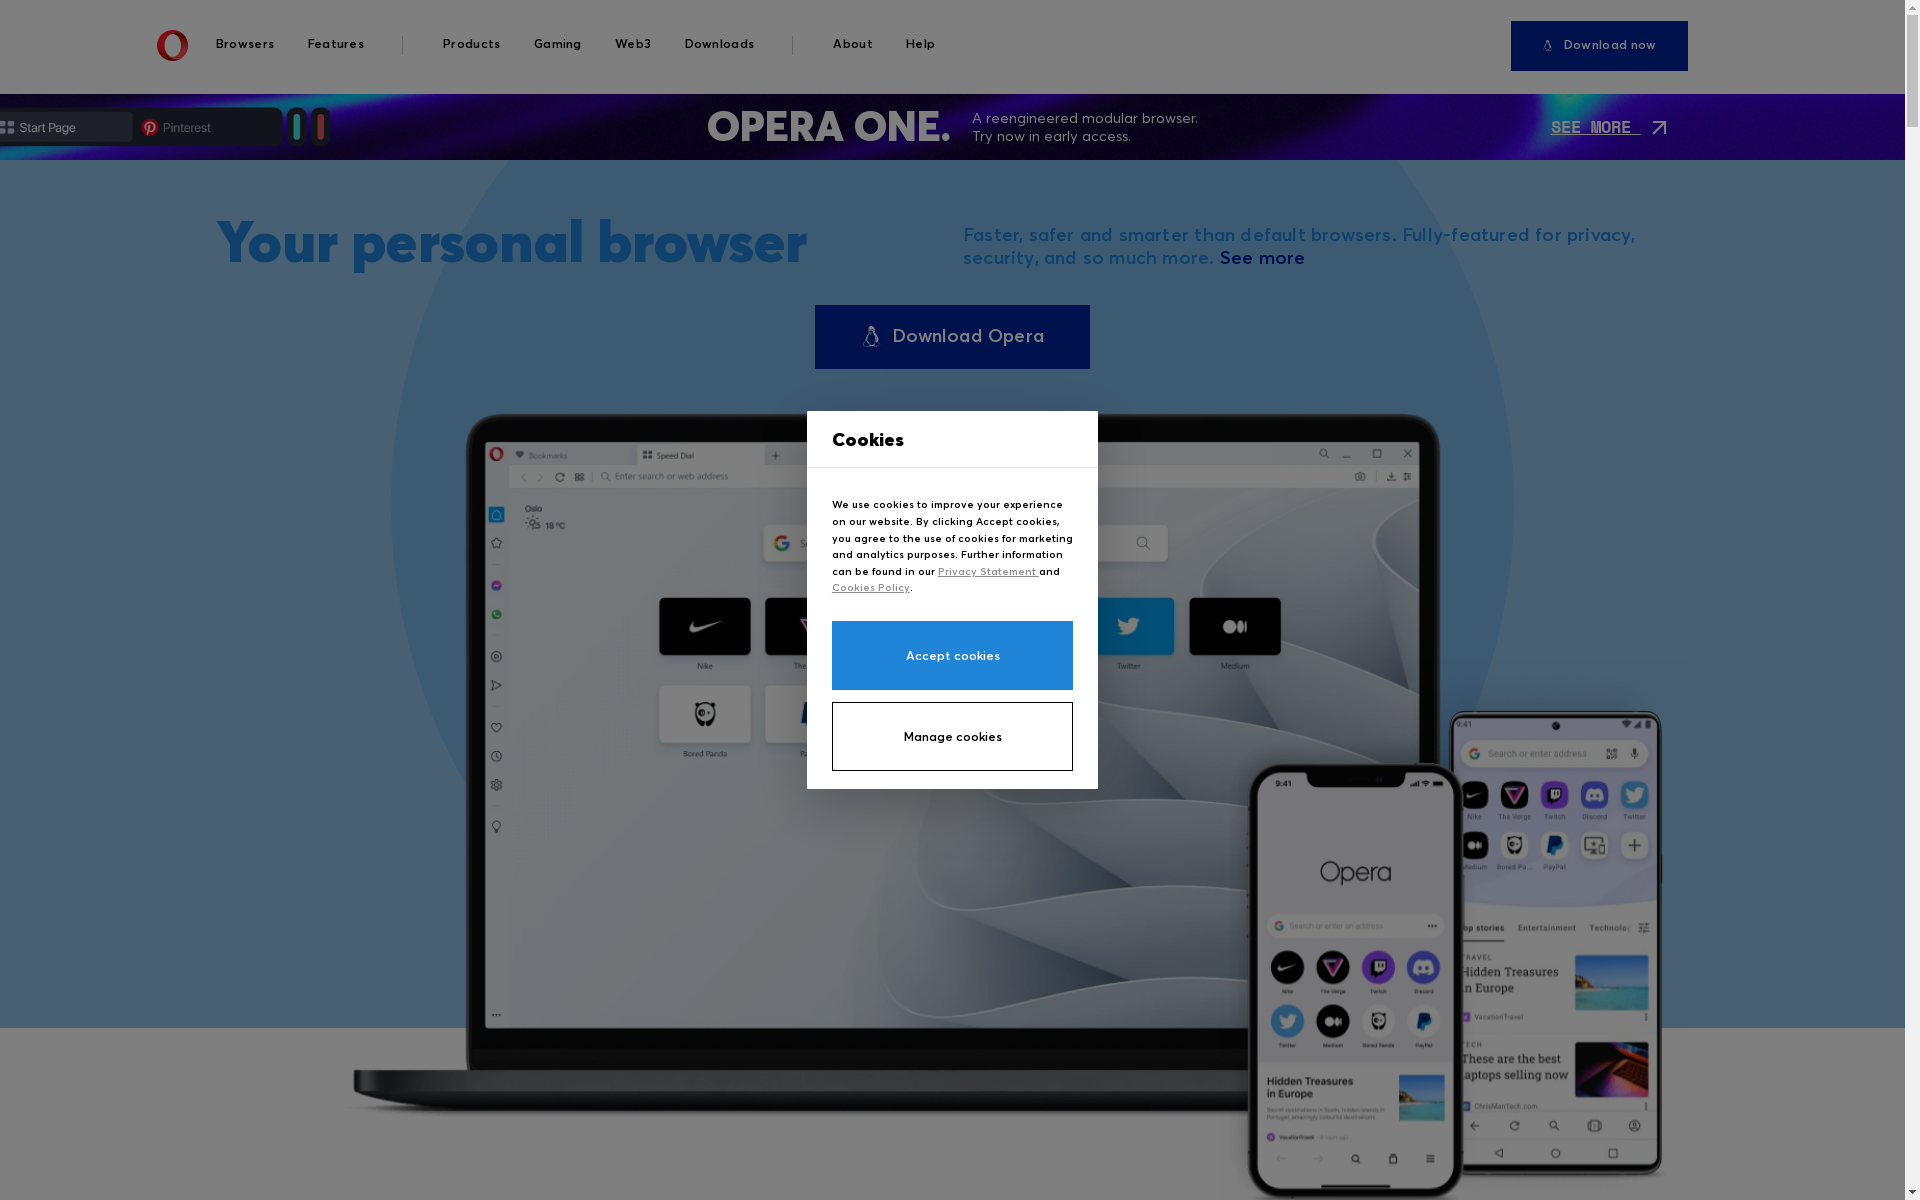 Browsers
Features
Products
Gaming
Web3
Downloads
About
Help
Download now
Start Page
Pinterest
OPERA ONE.
A reengineered modular browser.
Try now in early access.
SEE MORE
Your personal browser
Faster, safer and smarter than default browsers. Fully-featured for privacy,
security, and so much more. See more
Download Opera
Bookmarks
Speed Dial
Enter search or web address
Oslo
18 °C
Nike
Twitter
Medium
Bored Panda
Cookies
We use cookies to improve your experience
on our website. By clicking Accept cookies,
you agree to the use of cookies for marketing
and analytics purposes. Further information
can be found in our Privacy Statement and
Cookies Policy.
Accept cookies
Manage cookies
9:41
Search or enter address
Nike
The Verge
Twitch
Discord
Twitter
Medium
Bored Pa...
PayPal
Top stories
Entertainment
Technolo
TRAVEL
Hidden Treasures
in Europe
VacationTravel
TECH
These are the best
laptops selling now
ChrisManTech.com
9:41
Opera
Search or enter an address
Nike
The Verge
Twitch
Discord
Twitter
Medium
Bored Panda
PayPal
Hidden Treasures
in Europe
VacationTravel